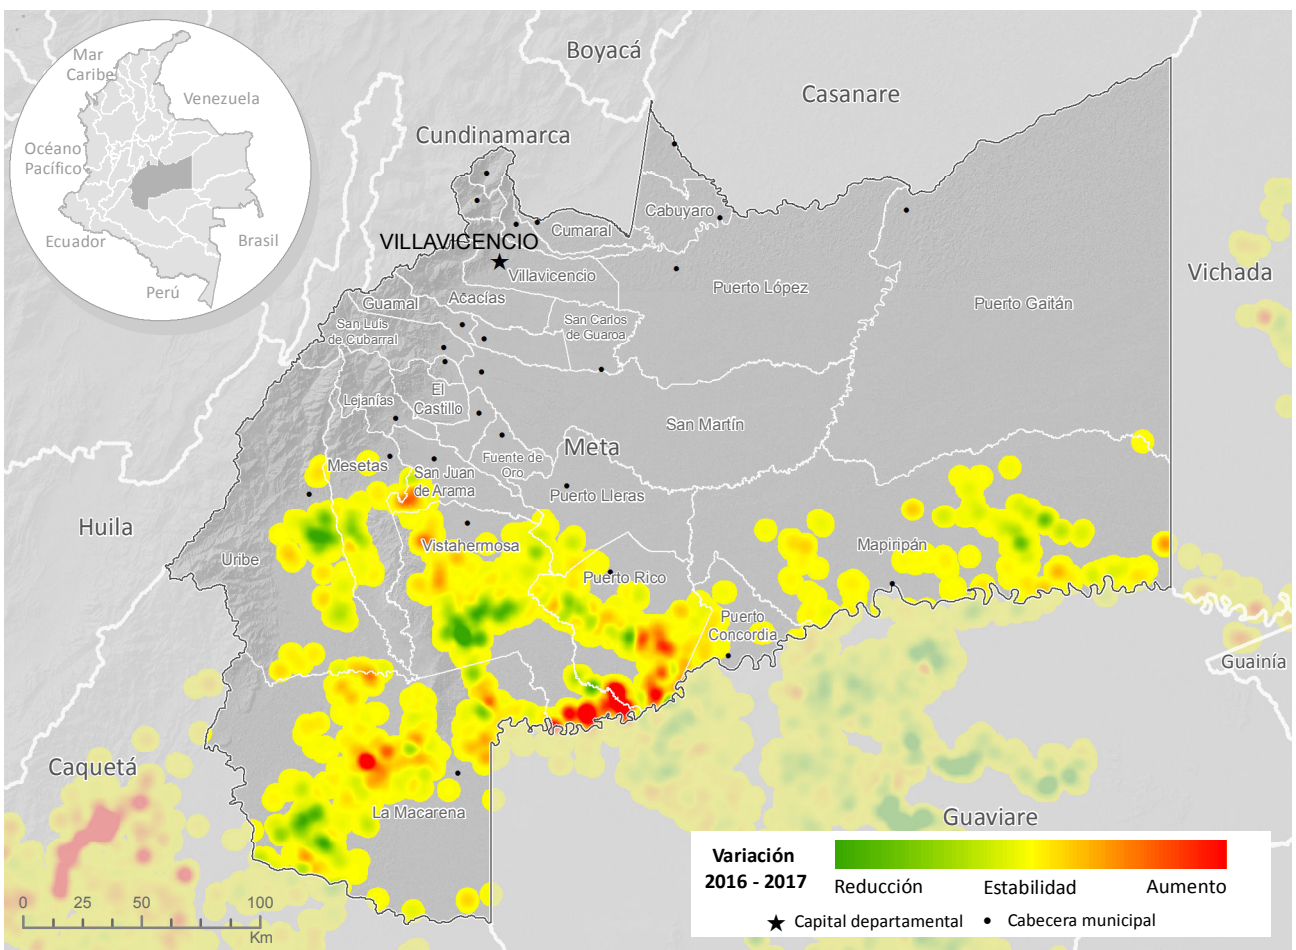 Boyacá
Mar
Caribe
Venezuela
Casanare
Cundinamarca
Océano
Pacífico
Cabuyaro
Cumaral
Ecuador
Brasil
VILLAVICENCIO
Villavicencio
Vichada
Perú
Puerto López
Acacías
Guamal
Puerto Gaitán
San Luis
de Cubarral
San Carlos
de Guaroa
El
Castillo
Lejanías
San Martín
Meta
Fuente de
Oro
Mesetas
San Juan
de Arama
Puerto Lleras
Huila
Uribe
Vistahermosa
Mapiripán
Puerto Rico
Puerto
Concordia
Guainía
Caquetá
La Macarena
Guaviare
Variación
2016 - 2017
Reducción
Estabilidad
Aumento
Capital departamental
Cabecera municipal
0 25 50 100
Km